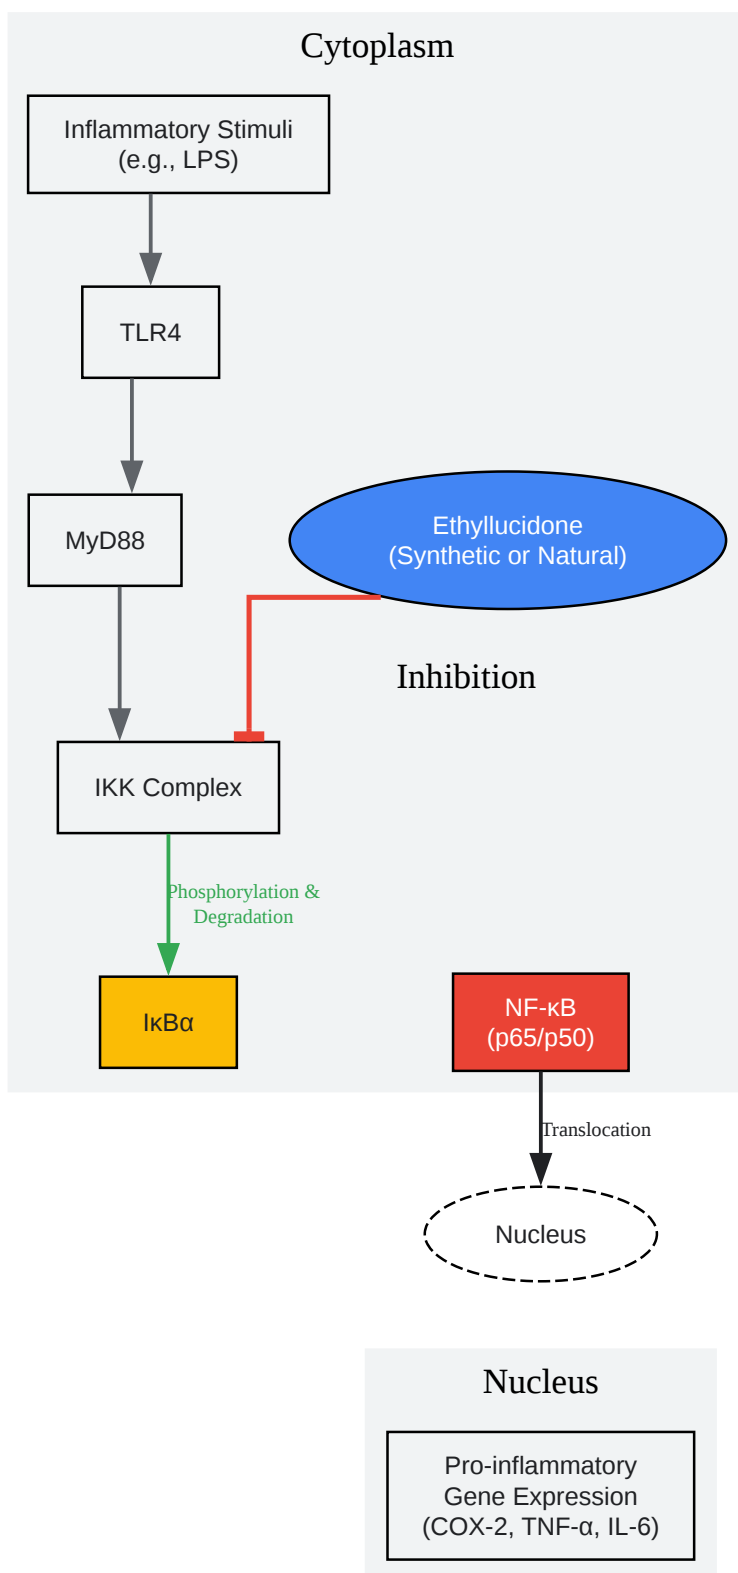 Cytoplasm
Inflammatory Stimuli
(e.g., LPS)
TLR4
MyD88
Ethyllucidone
(Synthetic or Natural)
Inhibition
IKK Complex
Phosphorylation &
Degradation
IκBα
NF-κB
(p65/p50)
Translocation
Nucleus
Nucleus
Pro-inflammatory
Gene Expression
(COX-2, TNF-α, IL-6)